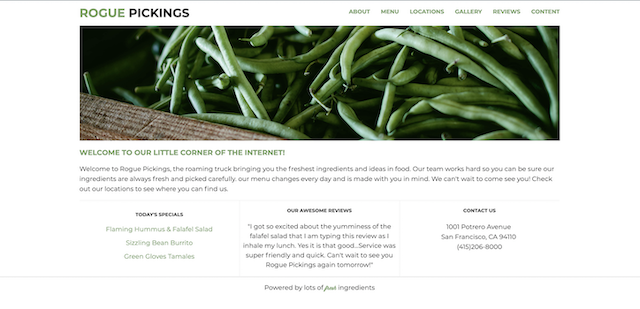 ROGUE PICKINGS
ABOUT MENU LOCATIONS GALLERY REVIEWS CONTENT
WELCOME TO OUR LITTLE CORNER OF THE INTERNET!
Welcome to Rogue Pickings, the roaming truck bringing you the freshest ingredients and ideas in food. Our team works hard so you can be sure our
ingredients are always fresh and picked carefully. our menu changes every day and is made with you in mind. We can't wait to come see you! Check
out our locations to see where you can find us.
TODAY'S SPECIALS
Flaming Hummus & Falafel Salad
Sizzling Bean Burrito
Green Gloves Tamales
OUR AWESOME REVIEWS
"I got so excited about the yumminess of the
falafel salad that I am typing this review as I
inhale my lunch. Yes it is that good...Service was
super friendly and quick. Can't wait to see you
Rogue Pickings again tomorrow!"
CONTACT US
1001 Potrero Avenue
San Francisco, CA 94110
(415)206-8000
Powered by lots of fresh ingredients